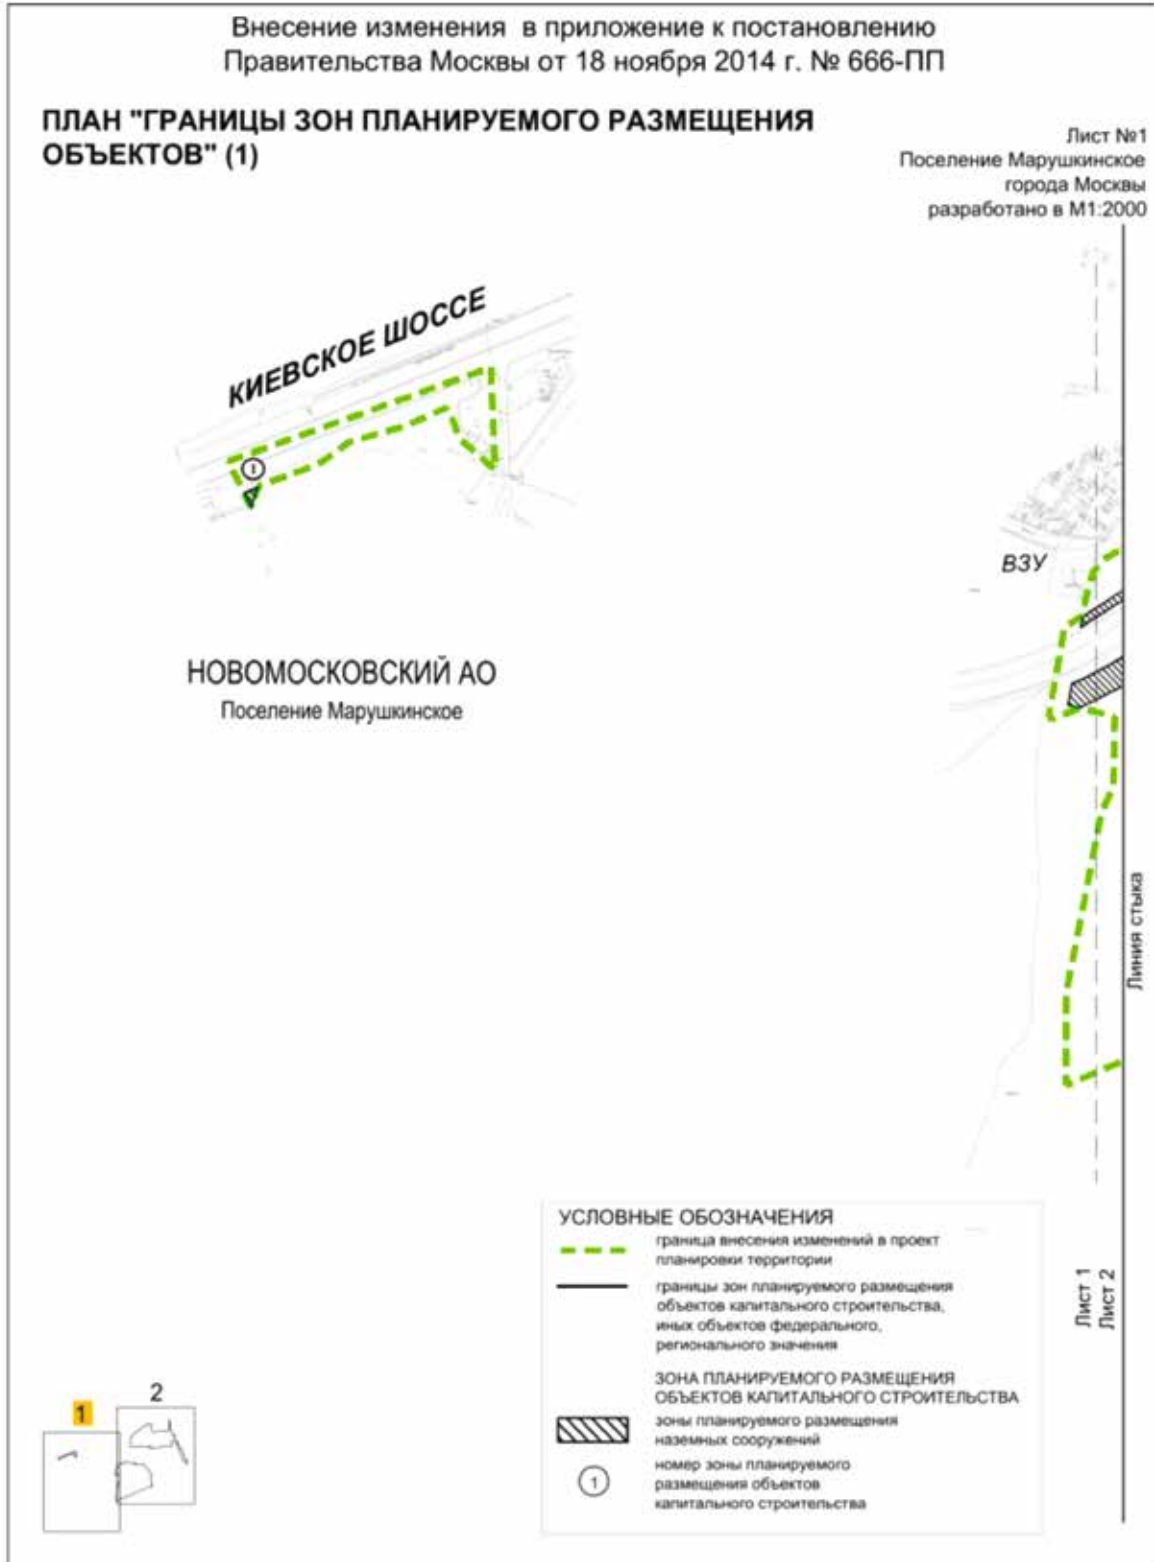 Внесение изменения в приложение к постановлению
Правительства Москвы от 18 ноября 2014 г. № 666-ПП
ПЛАН "ГРАНИЦЫ ЗОН ПЛАНИРУЕМОГО РАЗМЕЩЕНИЯ
ОБЪЕКТОВ" (1)
Лист №1
Поселение Марушкинское
города Москвы
разработано в М1:2000
КИЕВСКОЕ ШОССЕ
1
ВЗУ
НОВОМОСКОВСКИЙ АО
Поселение Марушкинское
Линия стыка
Лист 1
Лист 2
УСЛОВНЫЕ ОБОЗНАЧЕНИЯ
граница внесения изменений в проект
планировки территории
границы зон планируемого размещения
объектов капитального строительства,
иных объектов федерального,
регионального значения
ЗОНА ПЛАНИРУЕМОГО РАЗМЕЩЕНИЯ
ОБЪЕКТОВ КАПИТАЛЬНОГО СТРОИТЕЛЬСТВА
зоны планируемого размещения
наземных сооружений
1
номер зоны планируемого
размещения объектов
капитального строительства
1
2